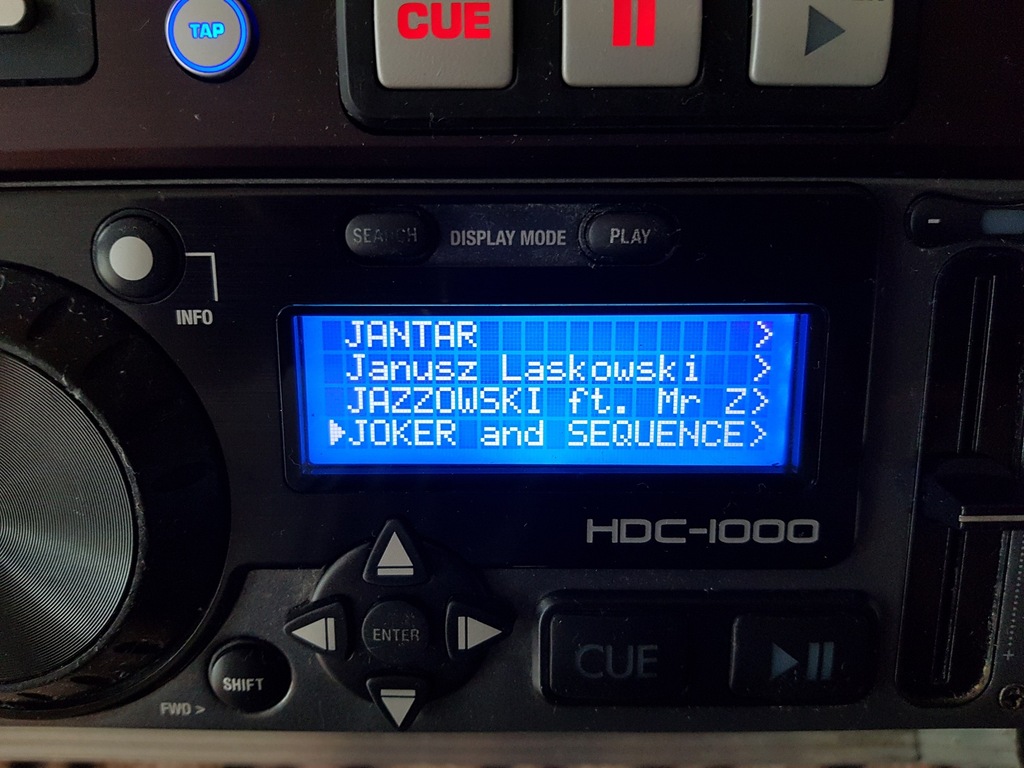 TAP
CUE
SEARCH DISPLAY MODE PLAY
INFO
JANTAR >
Janusz Laskowski >
JAZZOWSKI ft. Mr Z>
JOKER and SEQUENCE>
HDC-1000
ENTER
CUE
SHIFT
FWD >